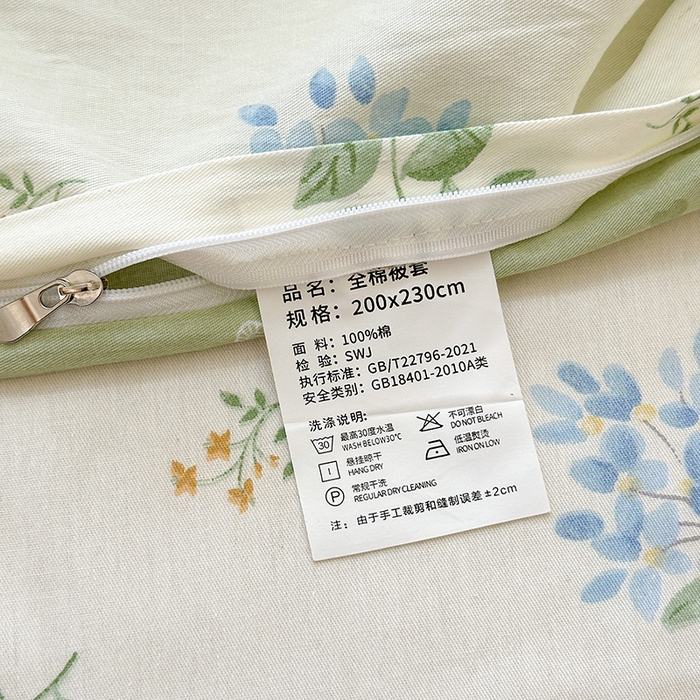 品名：全棉被套
规格：200x230cm
面 料：100%棉
检 验：SWJ
执行标准：GB/T22796-2021
安全类别：GB18401-2010A类
洗涤说明:
30 最高30度水温 不可漂白
WASH BELOW30℃ DO NOT BLEACH
悬挂晾干 低温熨烫
HANG DRY IRON ON LOW
P 常规干洗
REGULAR DRY CLEANING
注：由于手工裁剪和缝制误差±2cm